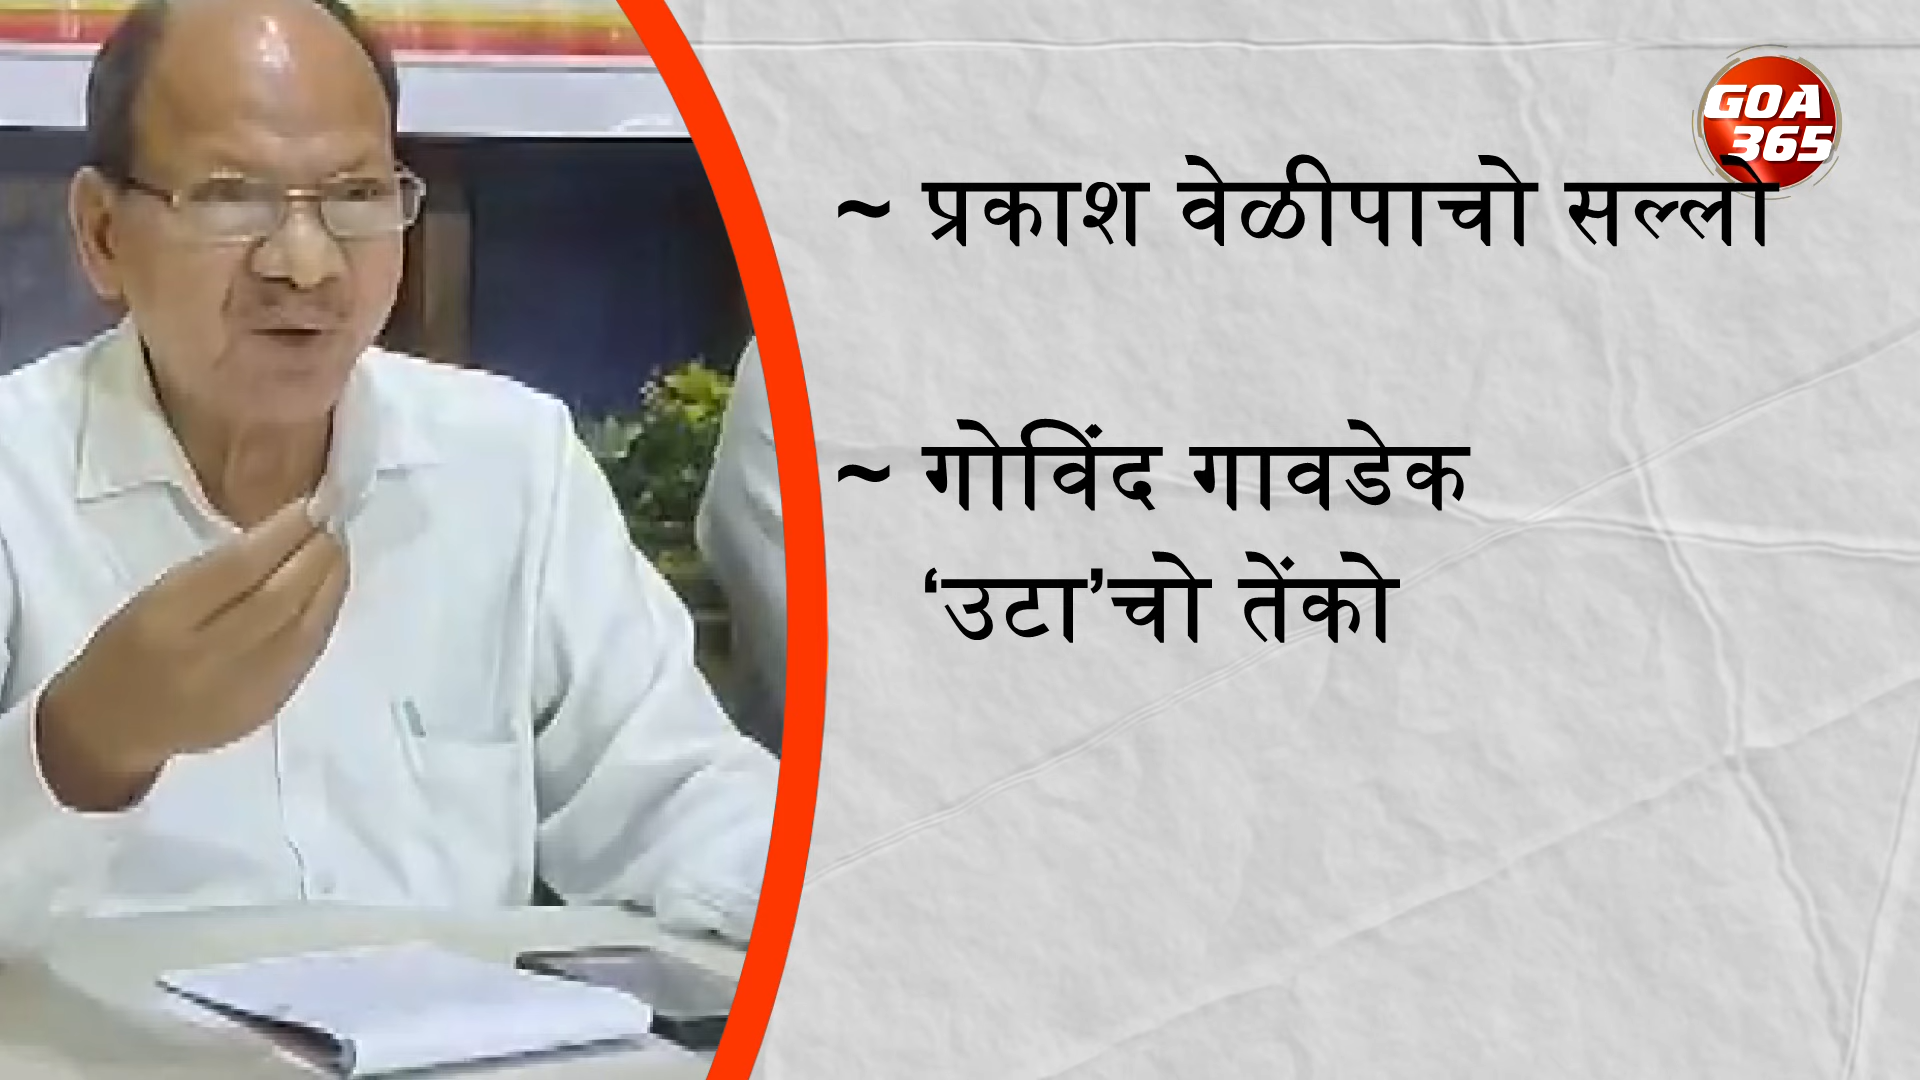 GOA
365
~ प्रकाश वेळीपाचो सल्लो
~ गोविंद गावडेक
‘उटा’चो तेंको